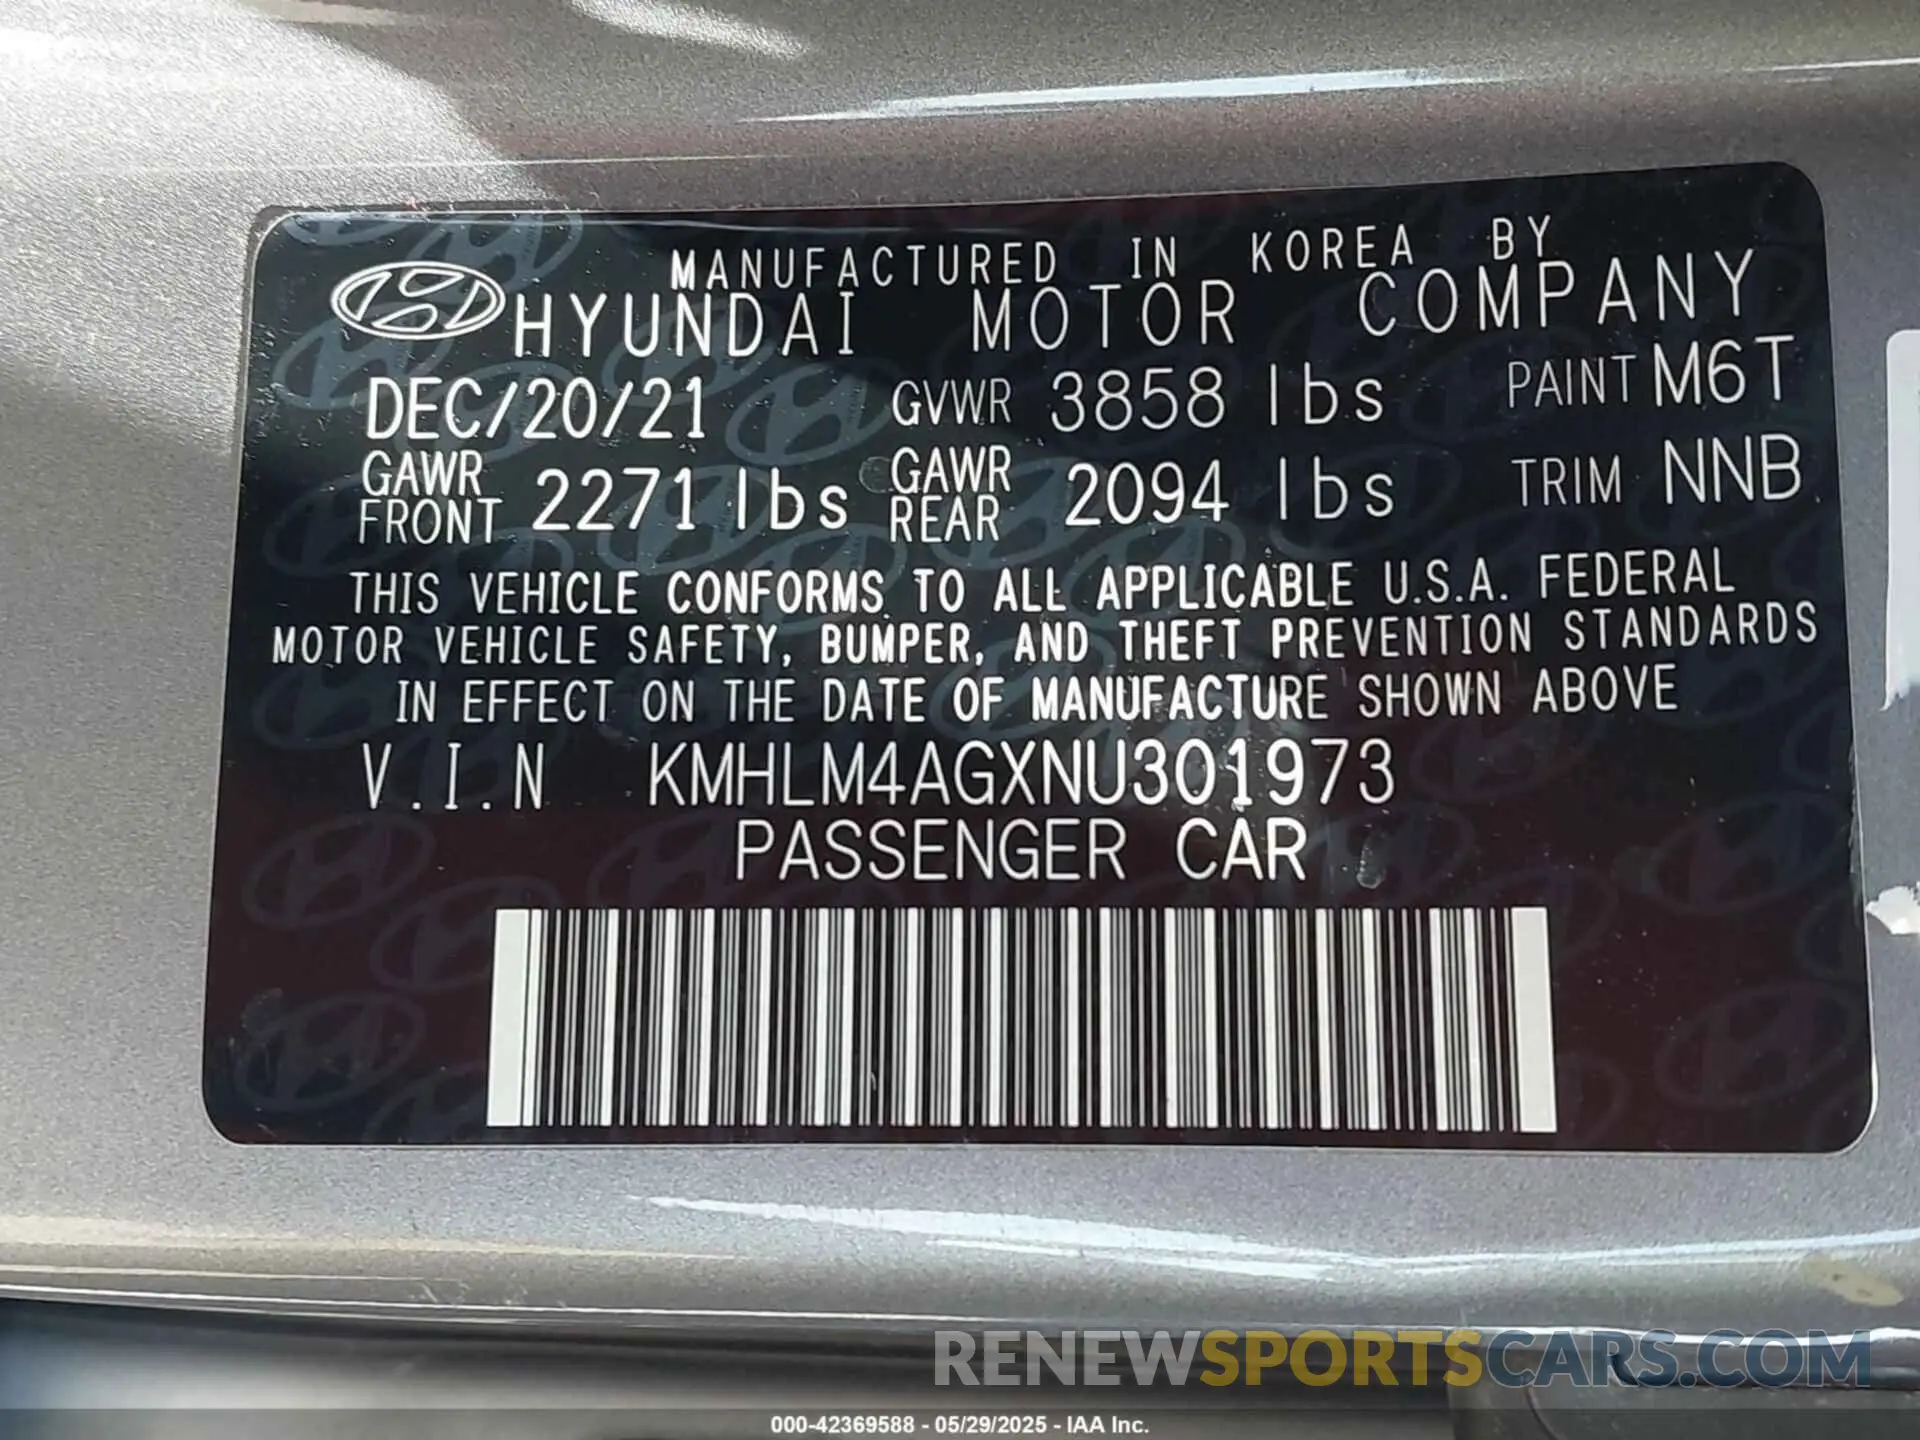 MANUFACTURED IN KOREA BY
HYUNDAI MOTOR COMPANY
DEC/20/21 GVWR 3858 lbs PAINT M6T
GAWR FRONT 2271 lbs GAWR REAR 2094 lbs TRIM NNB
THIS VEHICLE CONFORMS TO ALL APPLICABLE U.S.A. FEDERAL
MOTOR VEHICLE SAFETY, BUMPER, AND THEFT PREVENTION STANDARDS
IN EFFECT ON THE DATE OF MANUFACTURE SHOWN ABOVE
V.I.N KMHLM4AGXNU301973
PASSENGER CAR
RENEWSPORTSCARS.COM
000-42369588 - 05/29/2025 - IAA Inc.